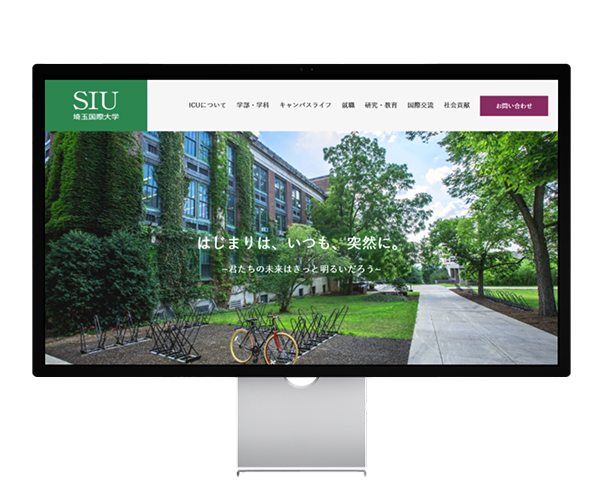 SIU
埼玉国際大学
ICUについて 学部・学科 キャンパスライフ 就職 研究・教育 国際交流 社会貢献 お問い合わせ
はじまりは、いつも、突然に。
~君たちの未来はきっと明るいだろう~